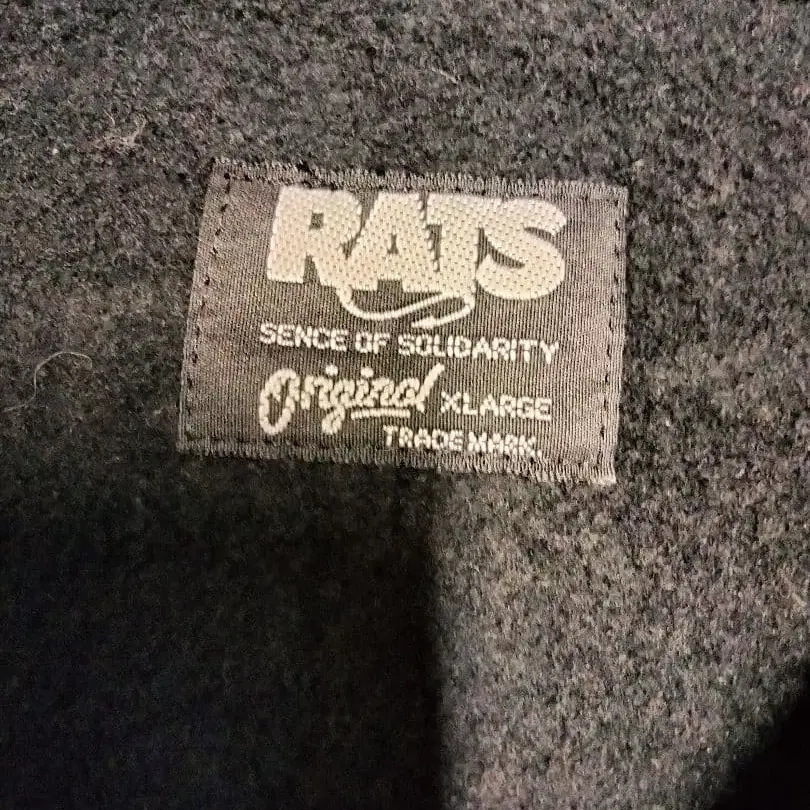 RATS
SENCE OF SOLIDARITY
Original XLARGE
TRADE MARK.